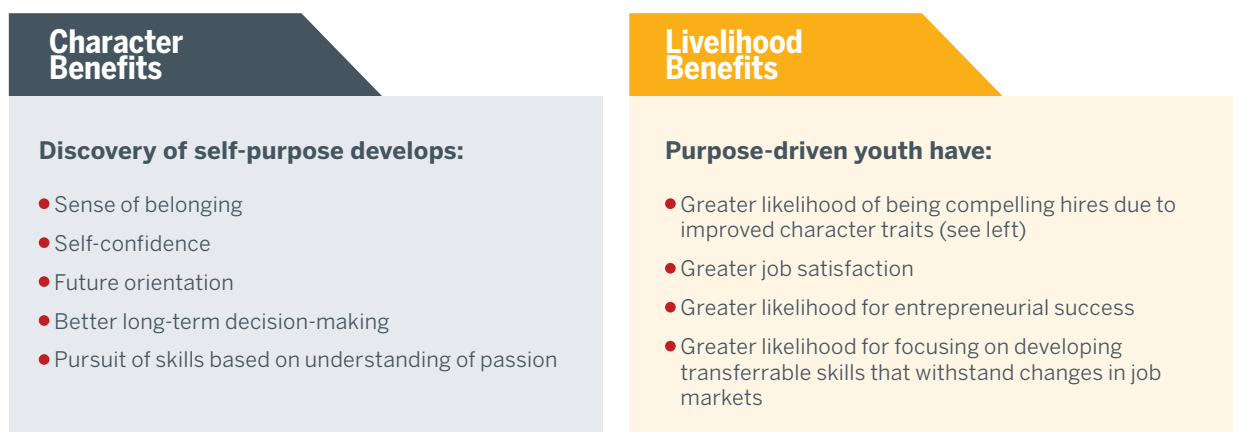 Character
Benefits
Discovery of self-purpose develops:
• Sense of belonging
• Self-confidence
• Future orientation
• Better long-term decision-making
• Pursuit of skills based on understanding of passion
Livelihood
Benefits
Purpose-driven youth have:
• Greater likelihood of being compelling hires due to
improved character traits (see left)
• Greater job satisfaction
• Greater likelihood for entrepreneurial success
• Greater likelihood for focusing on developing
transferrable skills that withstand changes in job
markets